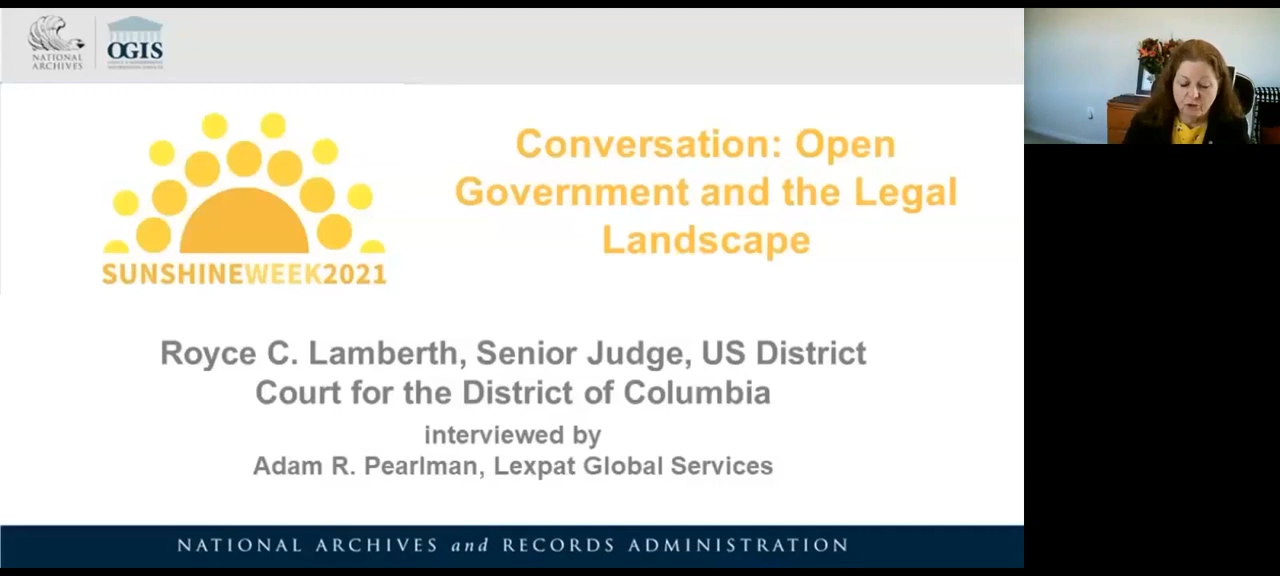 NATIONAL
ARCHIVES
OGIS
SUNSHINEWEEK2021
Conversation: Open
Government and the Legal
Landscape
Royce C. Lamberth, Senior Judge, US District
Court for the District of Columbia
interviewed by
Adam R. Pearlman, Lexpat Global Services
NATIONAL ARCHIVES and RECORDS ADMINISTRATION